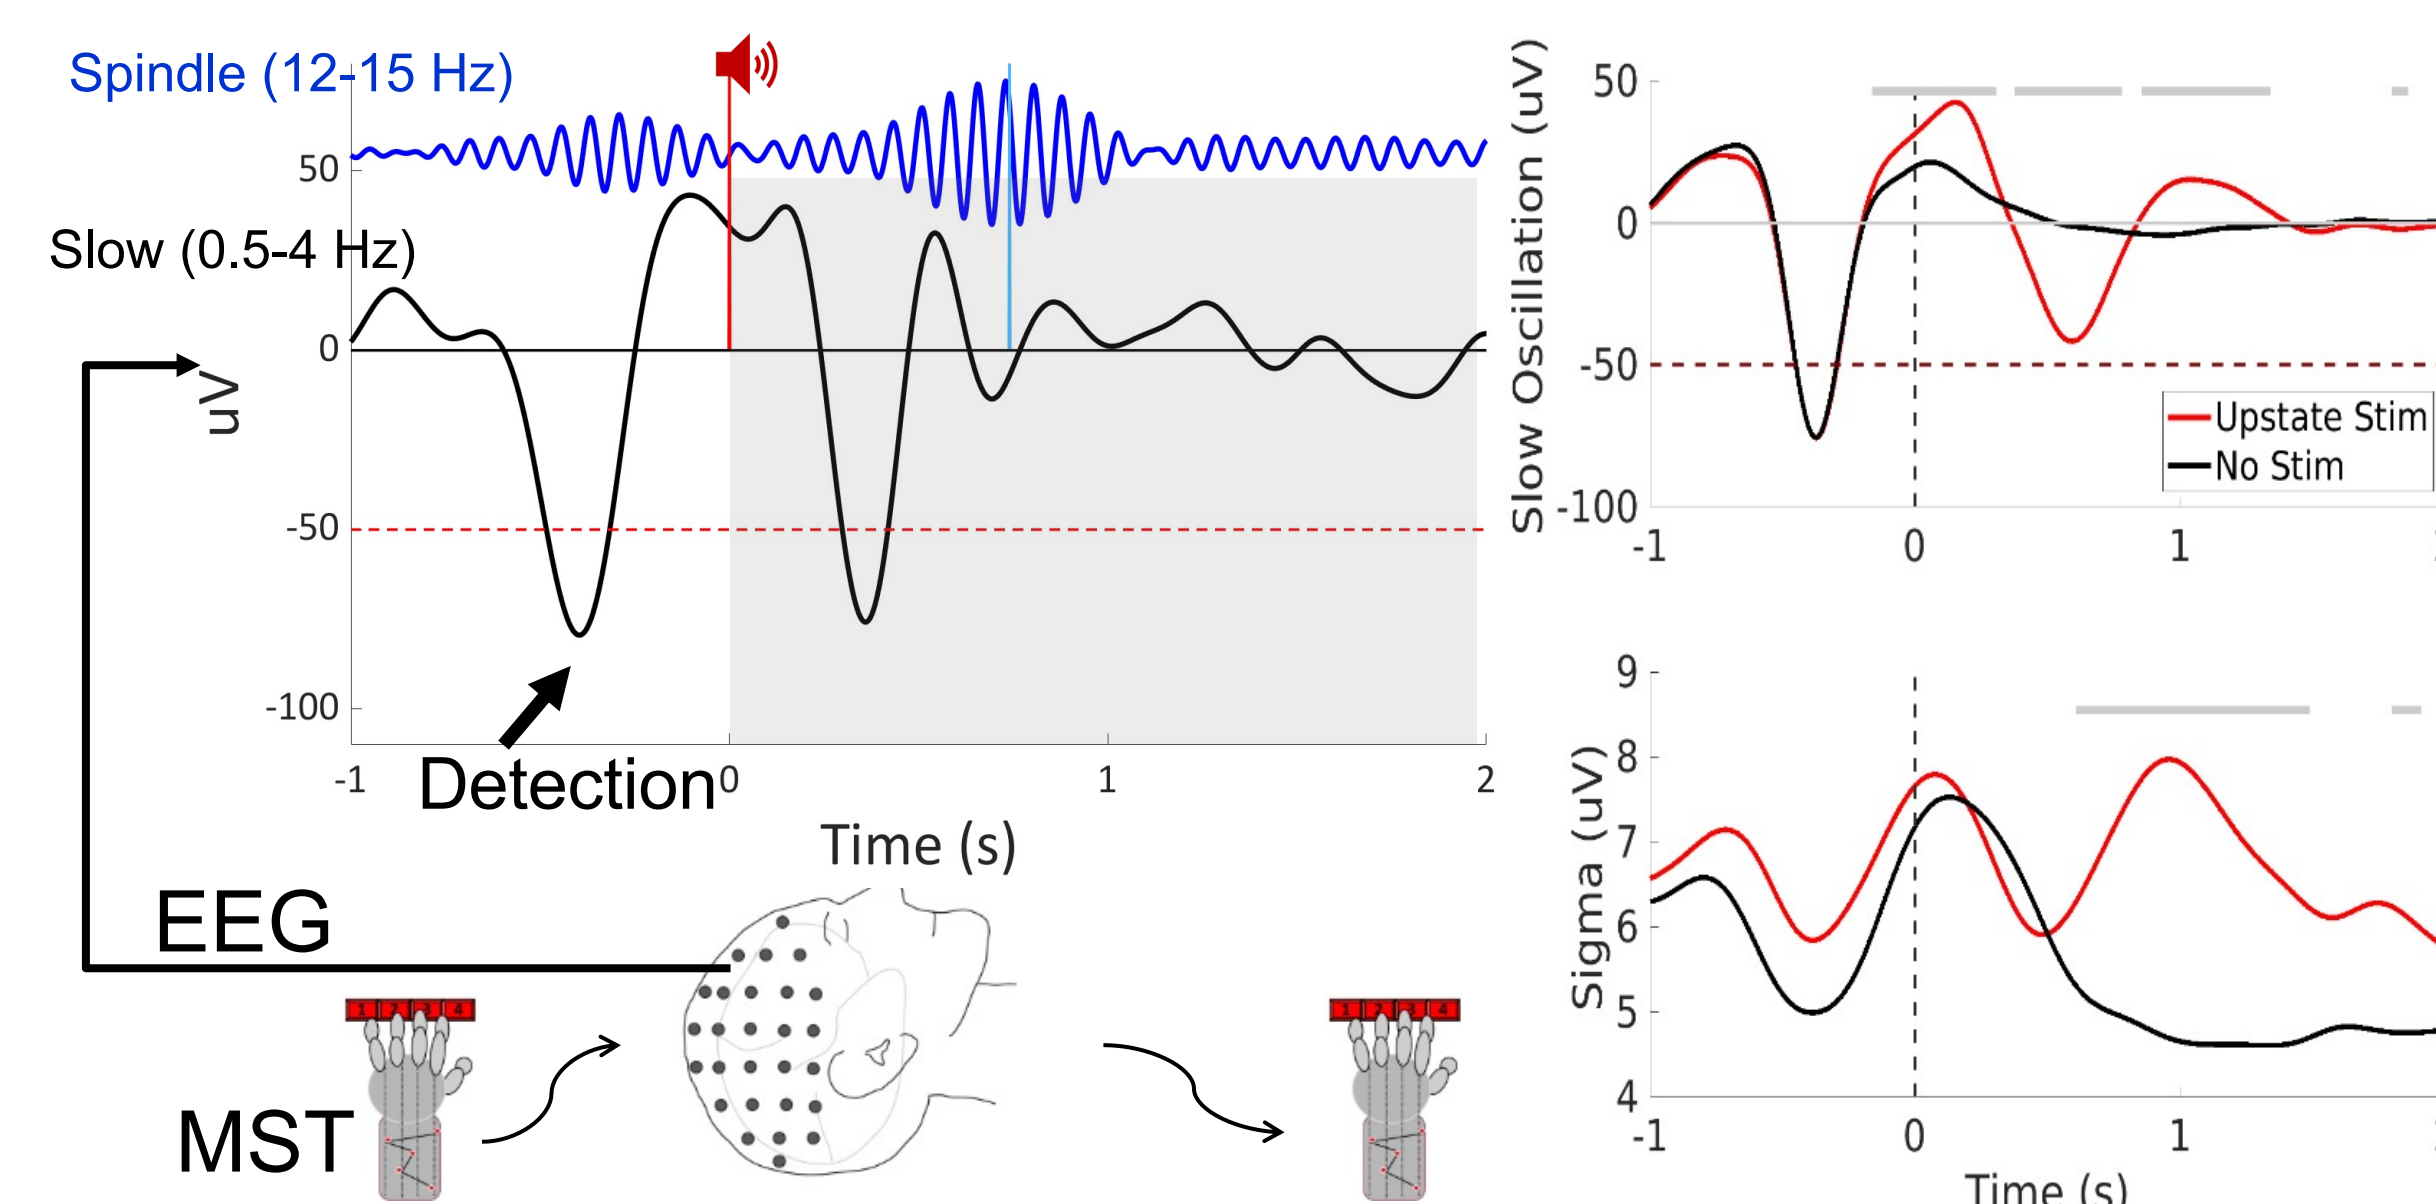 Spindle (12-15 Hz)
50
Slow (0.5-4 Hz)
0
uV
-50
-100
Detection
-1
0
1
2
Time (s)
EEG
1 2 3 4
MST
1 2 3 4
Slow Oscillation (uV)
50
0
-50
-100
Upstate Stim
No Stim
-1
0
1
Sigma (uV)
9
8
7
6
5
4
-1
0
1
Time (s)